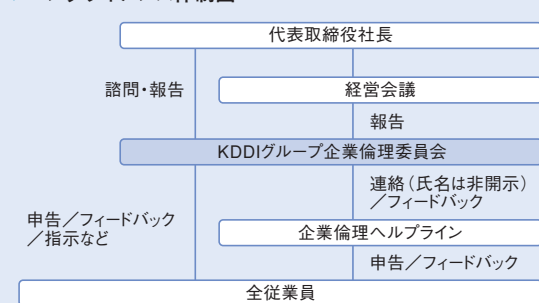 代表取締役社長
諮問・報告
経営会議
報告
KDDIグループ企業倫理委員会
連絡（氏名は非開示）
／フィードバック
申告／フィードバック
／指示など
企業倫理ヘルプライン
申告／フィードバック
全従業員